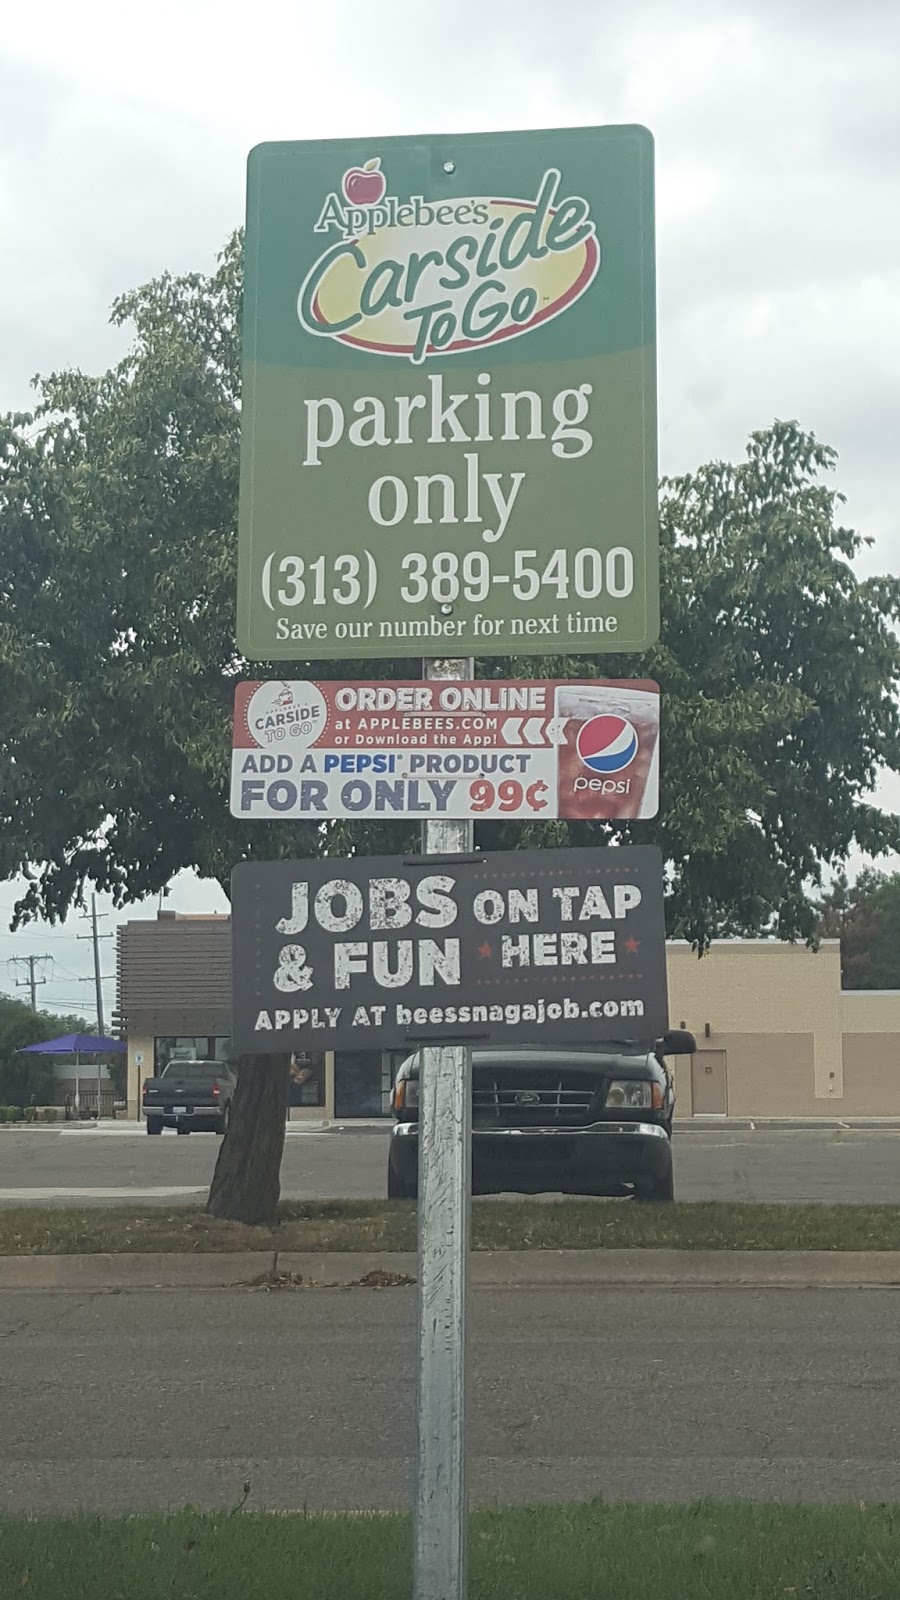 Applebee's
Carside
To Go
parking
only
(313) 389-5400
Save our number for next time
CARSIDE
TO GO
ORDER ONLINE
at APPLEBEES.COM
or Download the App!
ADD A PEPSI® PRODUCT
FOR ONLY 99¢
pepsi
JOBS ON TAP
& FUN HERE
APPLY AT beessnagajob.com